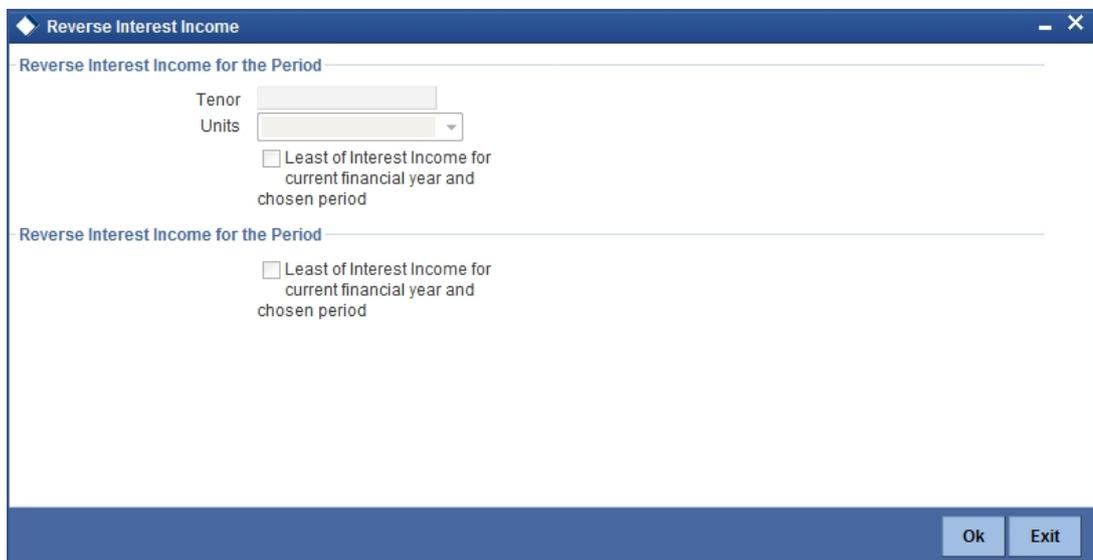 Reverse Interest Income
Reverse Interest Income for the Period
Tenor
Units
Least of Interest Income for
current financial year and
chosen period
Reverse Interest Income for the Period
Least of Interest Income for
current financial year and
chosen period
Ok Exit